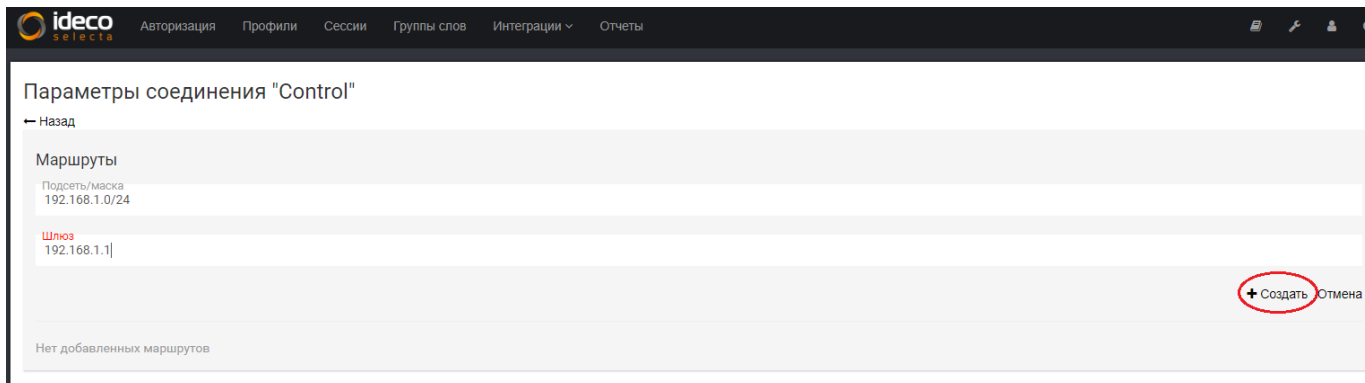 ideco
selecta
Авторизация Профили Сессии Группы слов Интеграции Отчеты
Параметры соединения "Control"
← Назад
Маршруты
Подсеть/маска
192.168.1.0/24
Шлюз
192.168.1.1
+ Создать Отмена
Нет добавленных маршрутов